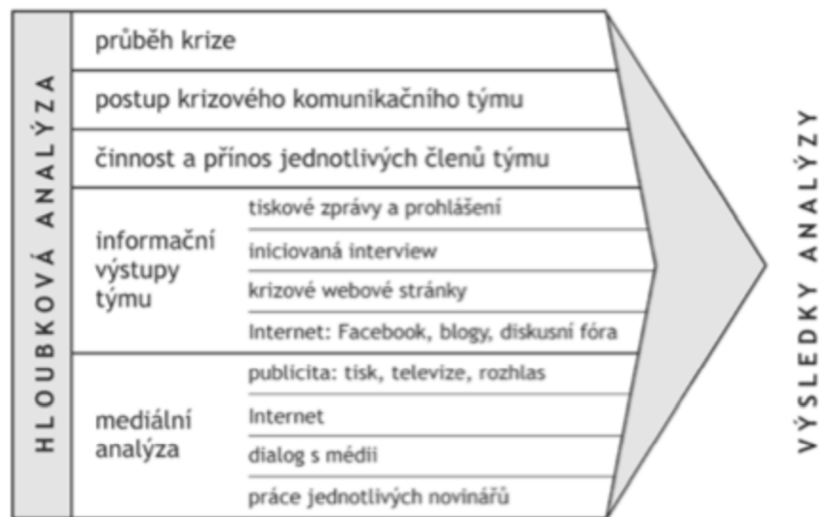 HLOUBKOVÁ ANALÝZA
průběh krize
postup krizového komunikačního týmu
činnost a přínos jednotlivých členů týmu
informační
výstupy
týmu
tiskové zprávy a prohlášení
iniciovaná interview
krizové webové stránky
Internet: Facebook, blogy, diskusní fóra
mediální
analýza
publicita: tisk, televize, rozhlas
Internet
dialog s médii
práce jednotlivých novinářů
VÝSLEDKY ANALÝZY